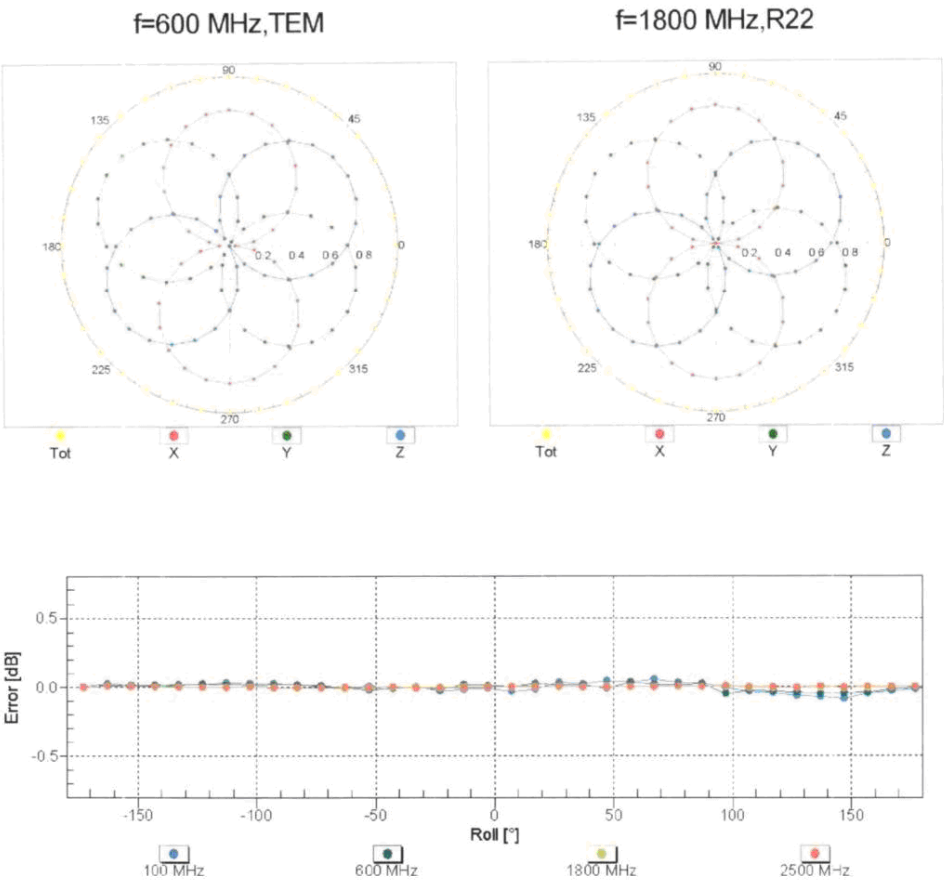 f=600 MHz,TEM
f=1800 MHz,R22
90
135
45
180
0
0.2 0.4 0.6 0.8
225
315
270
Tot X Y Z
90
135
45
180
0
0.2 0.4 0.6 0.8
225
315
270
Tot X Y Z
Error [dB]
0.5
0.0
-0.5
-150 -100 -50 0 50 100 150
Roll [°]
100 MHz 600 MHz 1800 MHz 2500 MHz